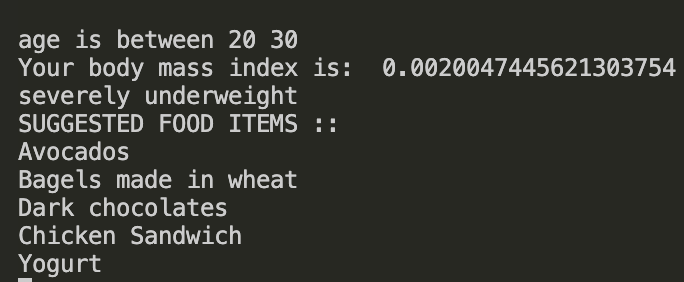 age is between 20 30
Your body mass index is:  0.0020047445621303754
severely underweight
SUGGESTED FOOD ITEMS ::
Avocados
Bagels made in wheat
Dark chocolates
Chicken Sandwich
Yogurt